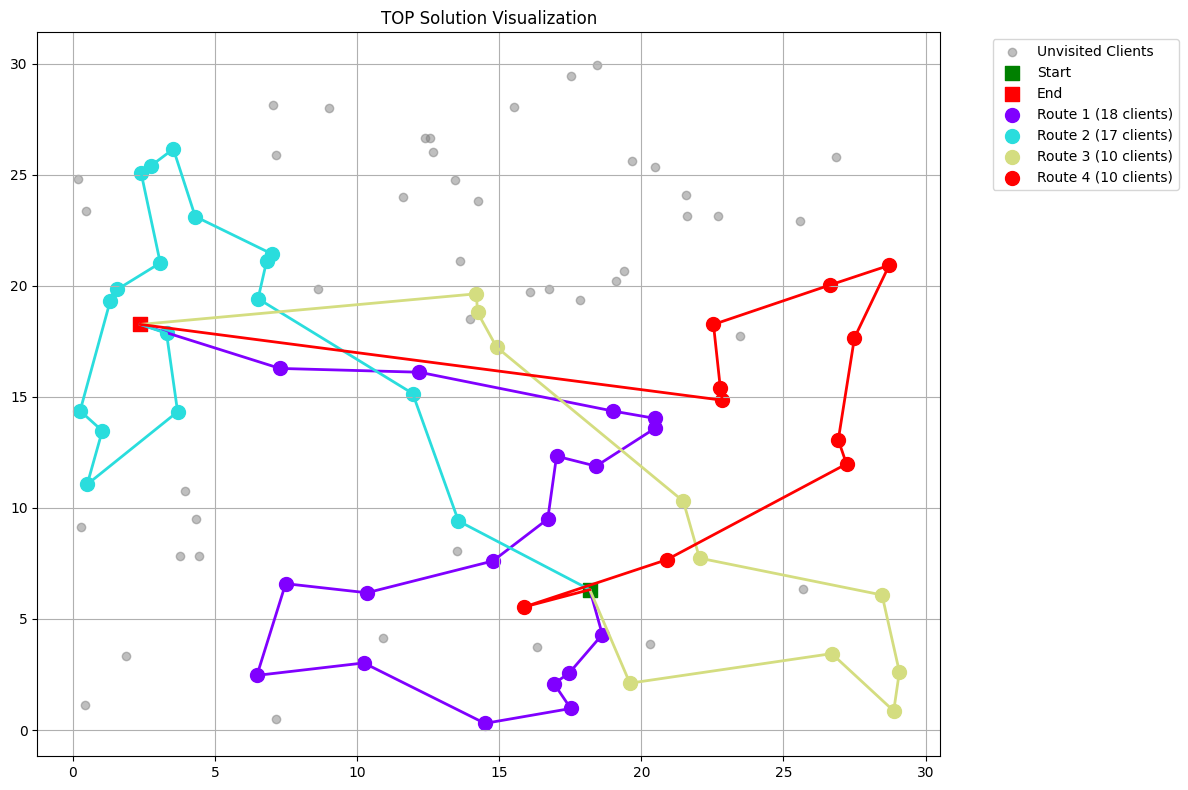 TOP Solution Visualization
30
25
20
15
10
5
0
0 5 10 15 20 25 30
Unvisited Clients
Start
End
Route 1 (18 clients)
Route 2 (17 clients)
Route 3 (10 clients)
Route 4 (10 clients)